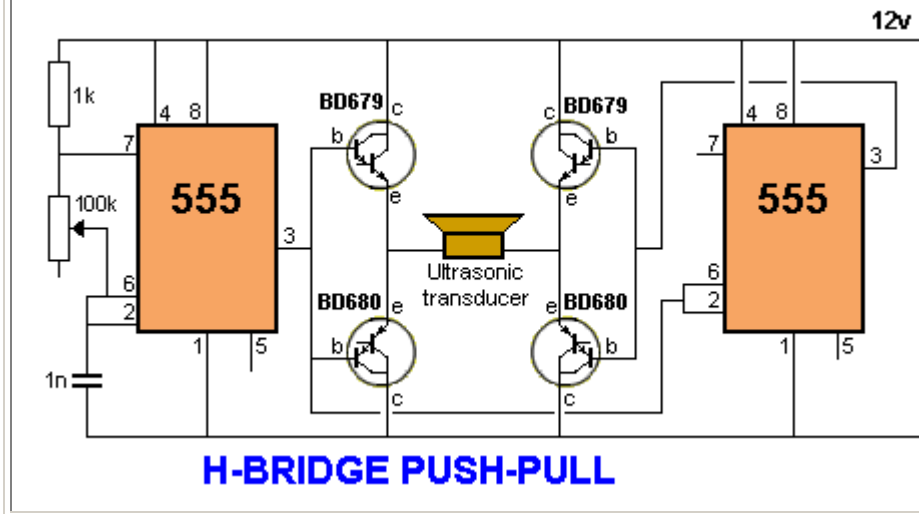 12v
1k
4 8
BD679 c
c BD679
4 8
b
b
7
7
3
555
555
100k
e
e
3
Ultrasonic
transducer
6
2
6
2
BD680 e
e BD680
b
b
1 5
1 5
1n
c
c
H-BRIDGE PUSH-PULL